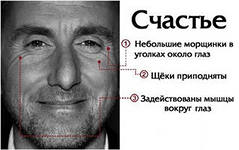 Счастье
1 Небольшие морщинки в
уголках около глаз
2 Щёки приподняты
3 Задействованы мышцы
вокруг глаз